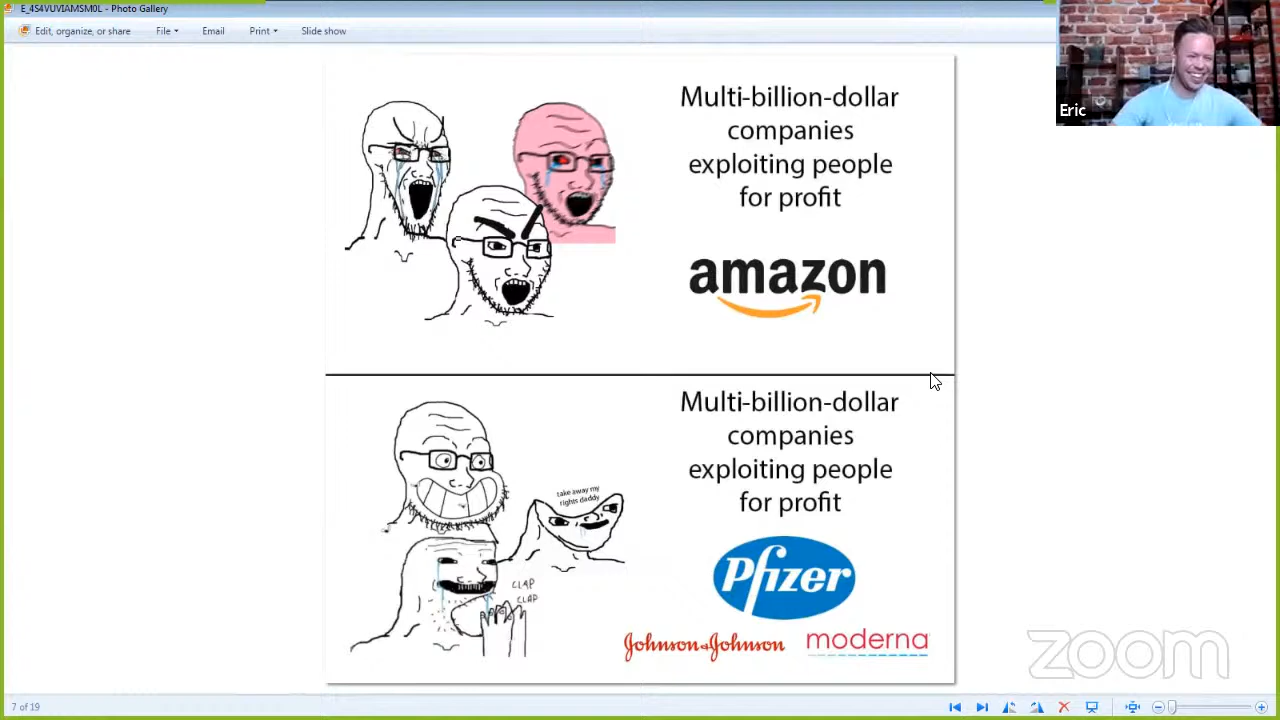 E_4S4VUVIAMSM0L - Photo Gallery
Edit, organize, or share File Email Print Slide show
Eric
Multi-billion-dollar
companies
exploiting people
for profit
amazon
Multi-billion-dollar
companies
exploiting people
for profit
take away my
rights daddy
CLAP
CLAP
Pfizer
Johnson & Johnson
moderna
zoom
7 of 19